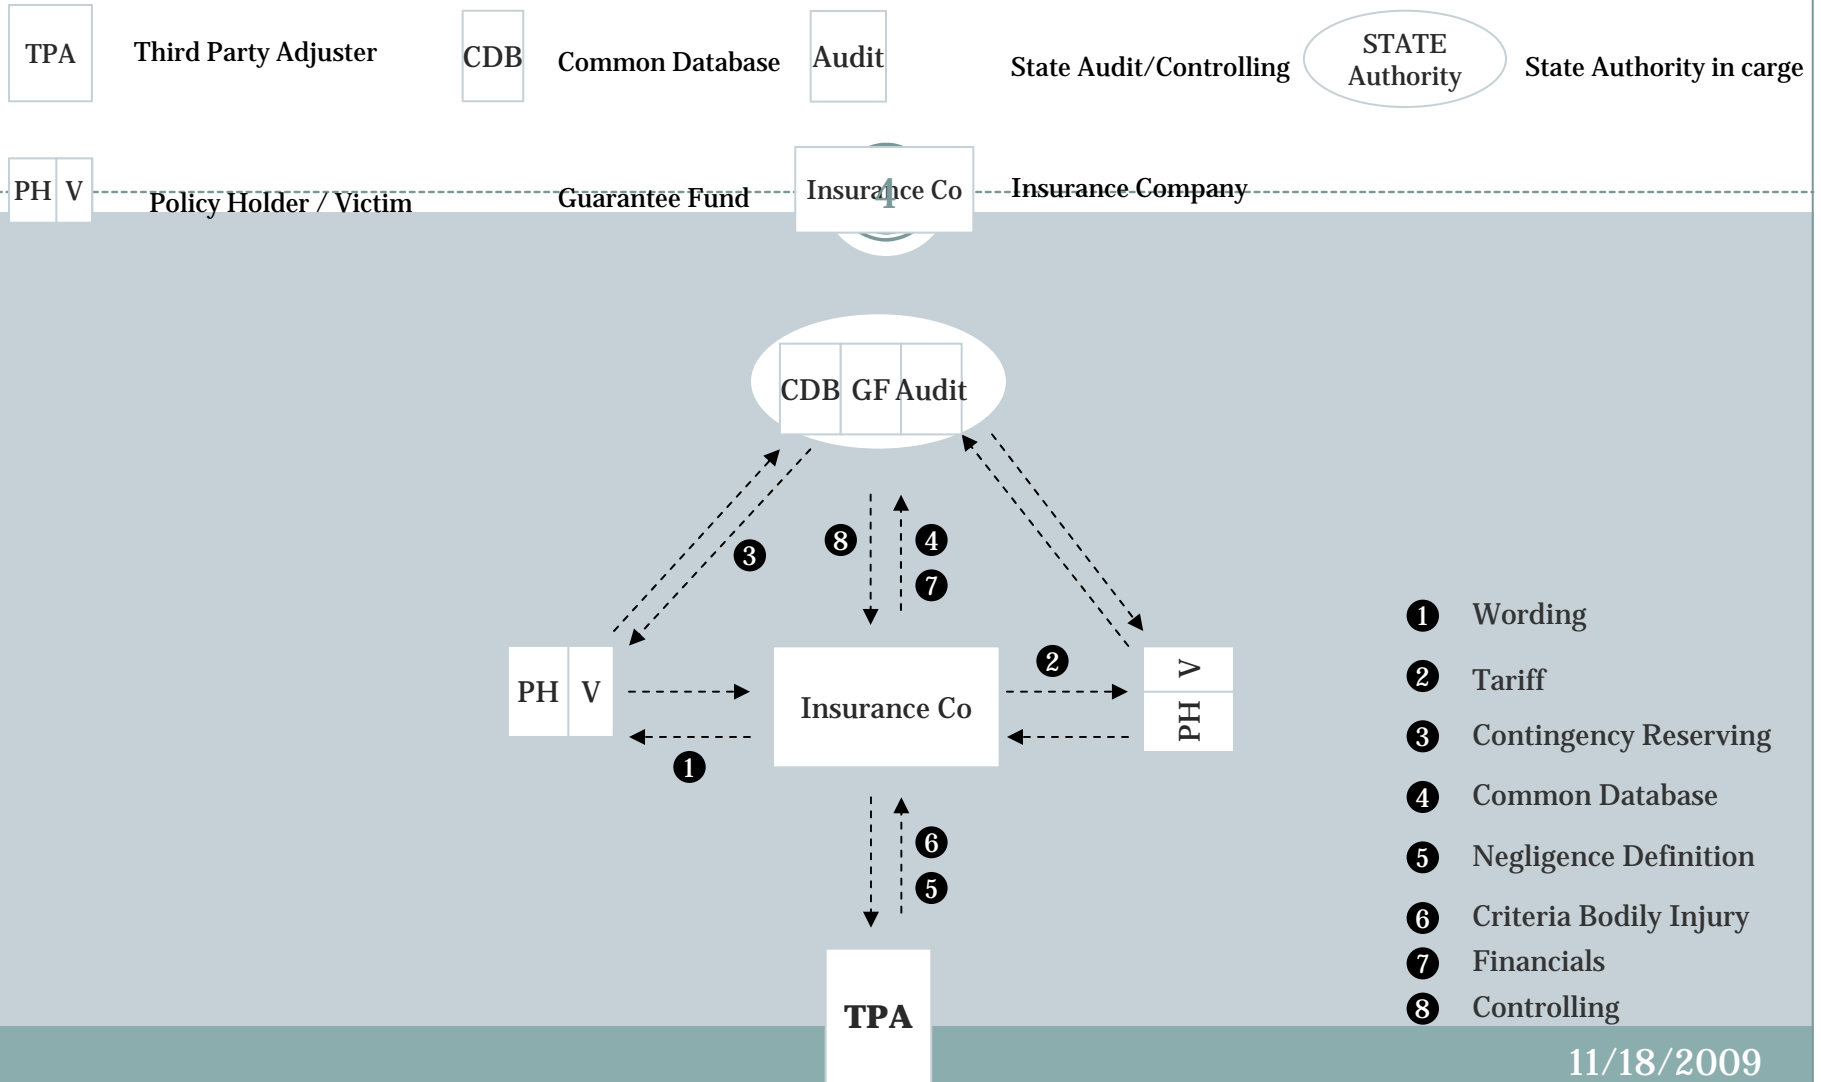 TPA
Third Party Adjuster
CDB
Common Database
Audit
State Audit/Controlling
STATE
Authority
State Authority in carge
PH V
Policy Holder / Victim
Guarantee Fund
Insurance Co
4
Insurance Company
CDB GF Audit
3
8
4
7
PH V
Insurance Co
2
V
PH
1
6
5
TPA
1 Wording
2 Tariff
3 Contingency Reserving
4 Common Database
5 Negligence Definition
6 Criteria Bodily Injury
7 Financials
8 Controlling
11/18/2009